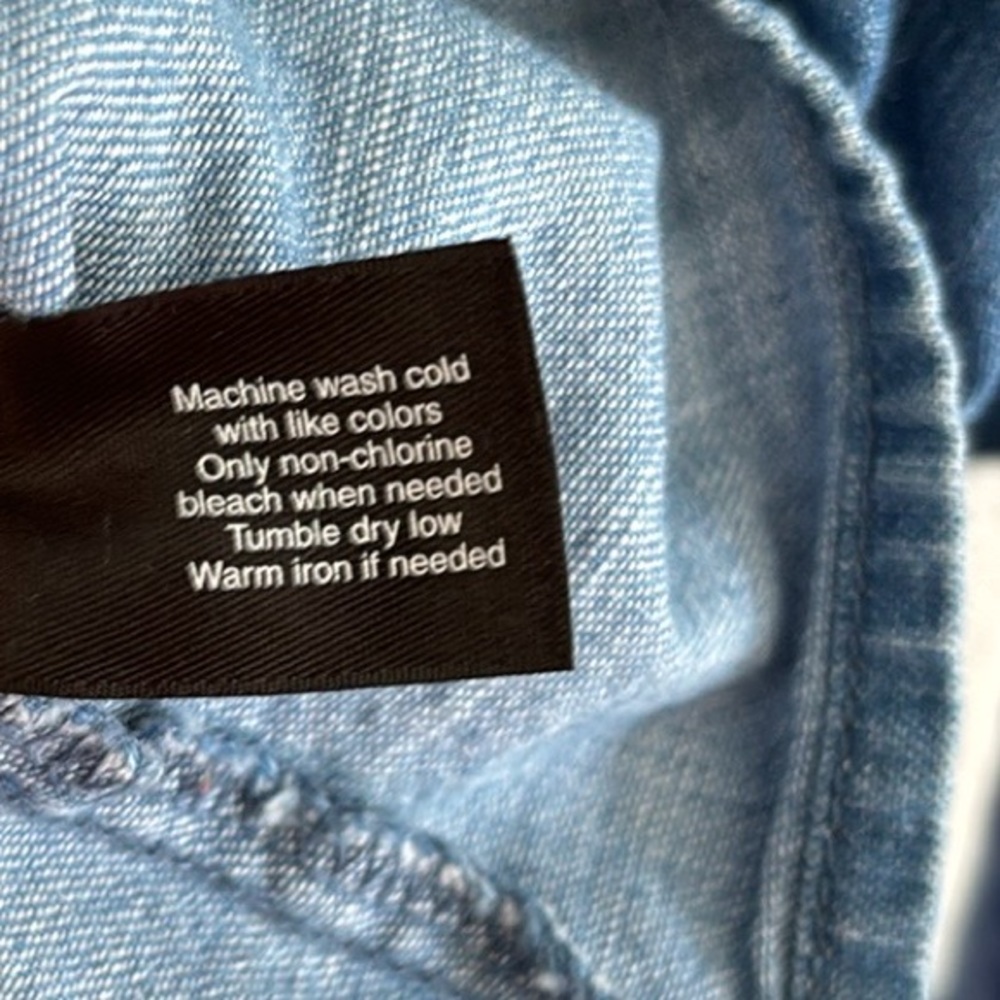 Machine wash cold
with like colors
Only non-chlorine
bleach when needed
Tumble dry low
Warm iron if needed